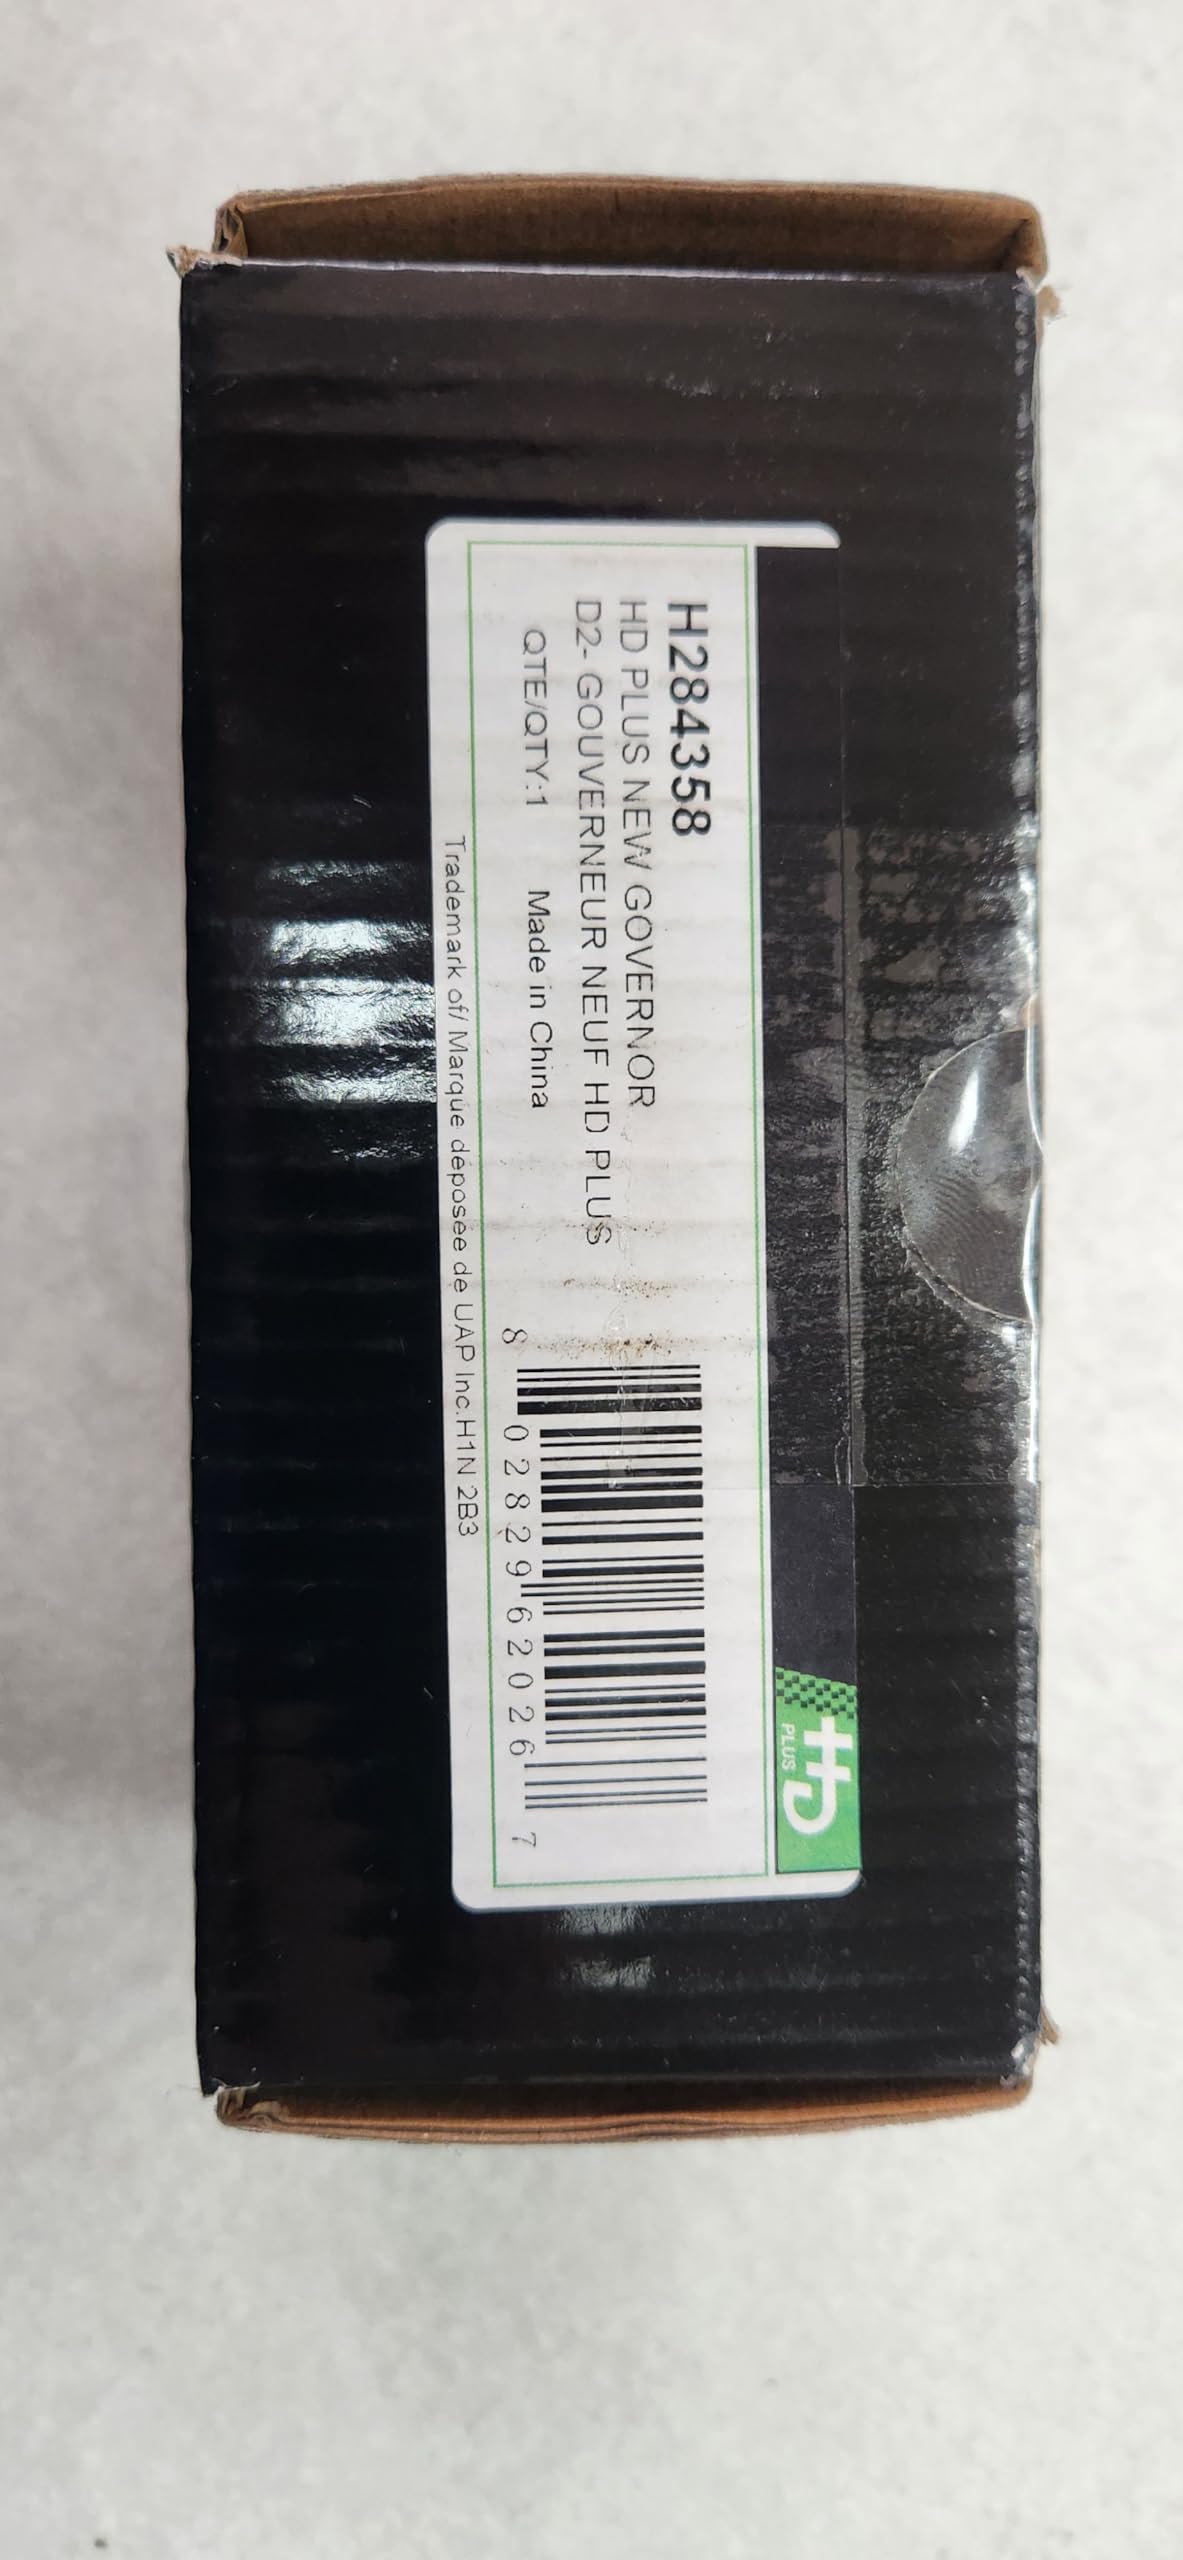 HD
PLUS
H284358
HD PLUS NEW GOVERNOR
D2- GOUVERNEUR NEUF HD PLUS
QTE/QTY:1 Made in China
8 02829 62026 7
Trademark of/ Marque déposée de UAP Inc.H1N 2B3